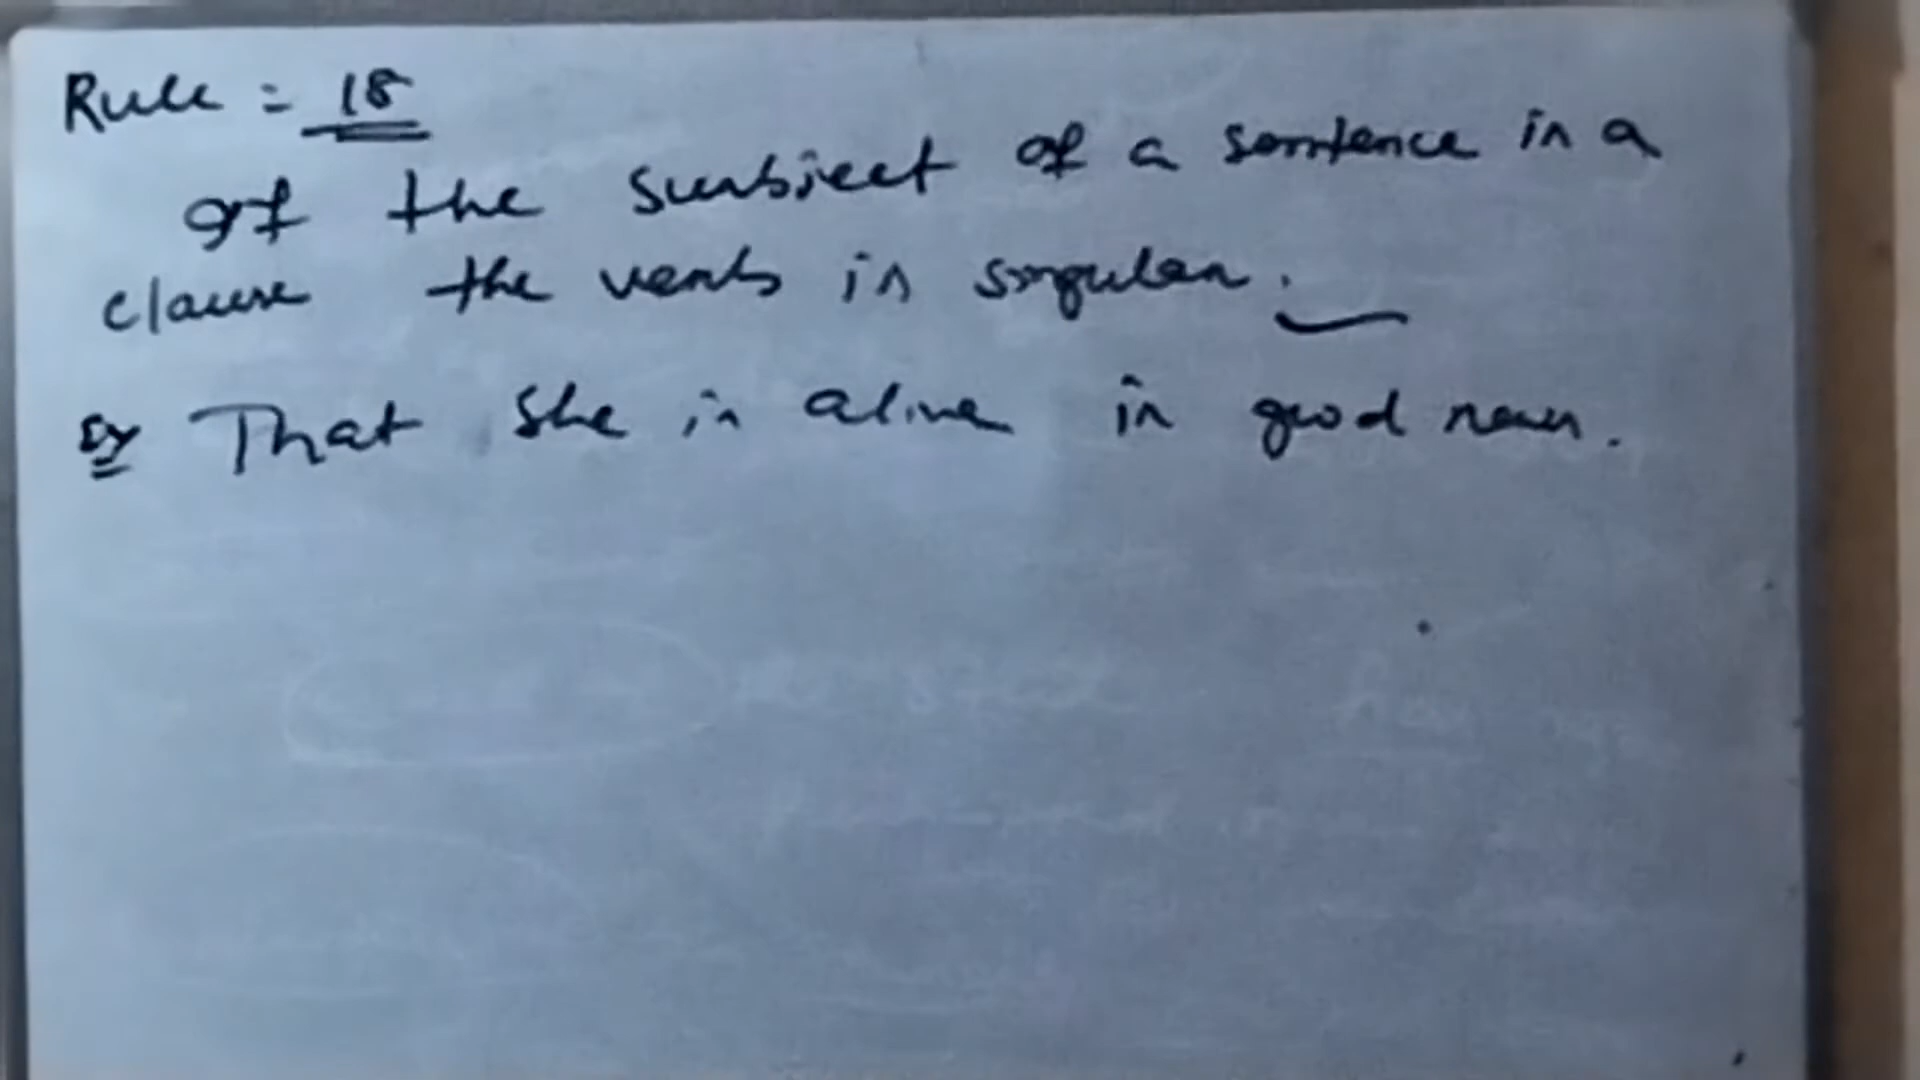 Rule = 18
If the subject of a sentence is a
clause the verb is singular.
Ex That she is alive is good news.